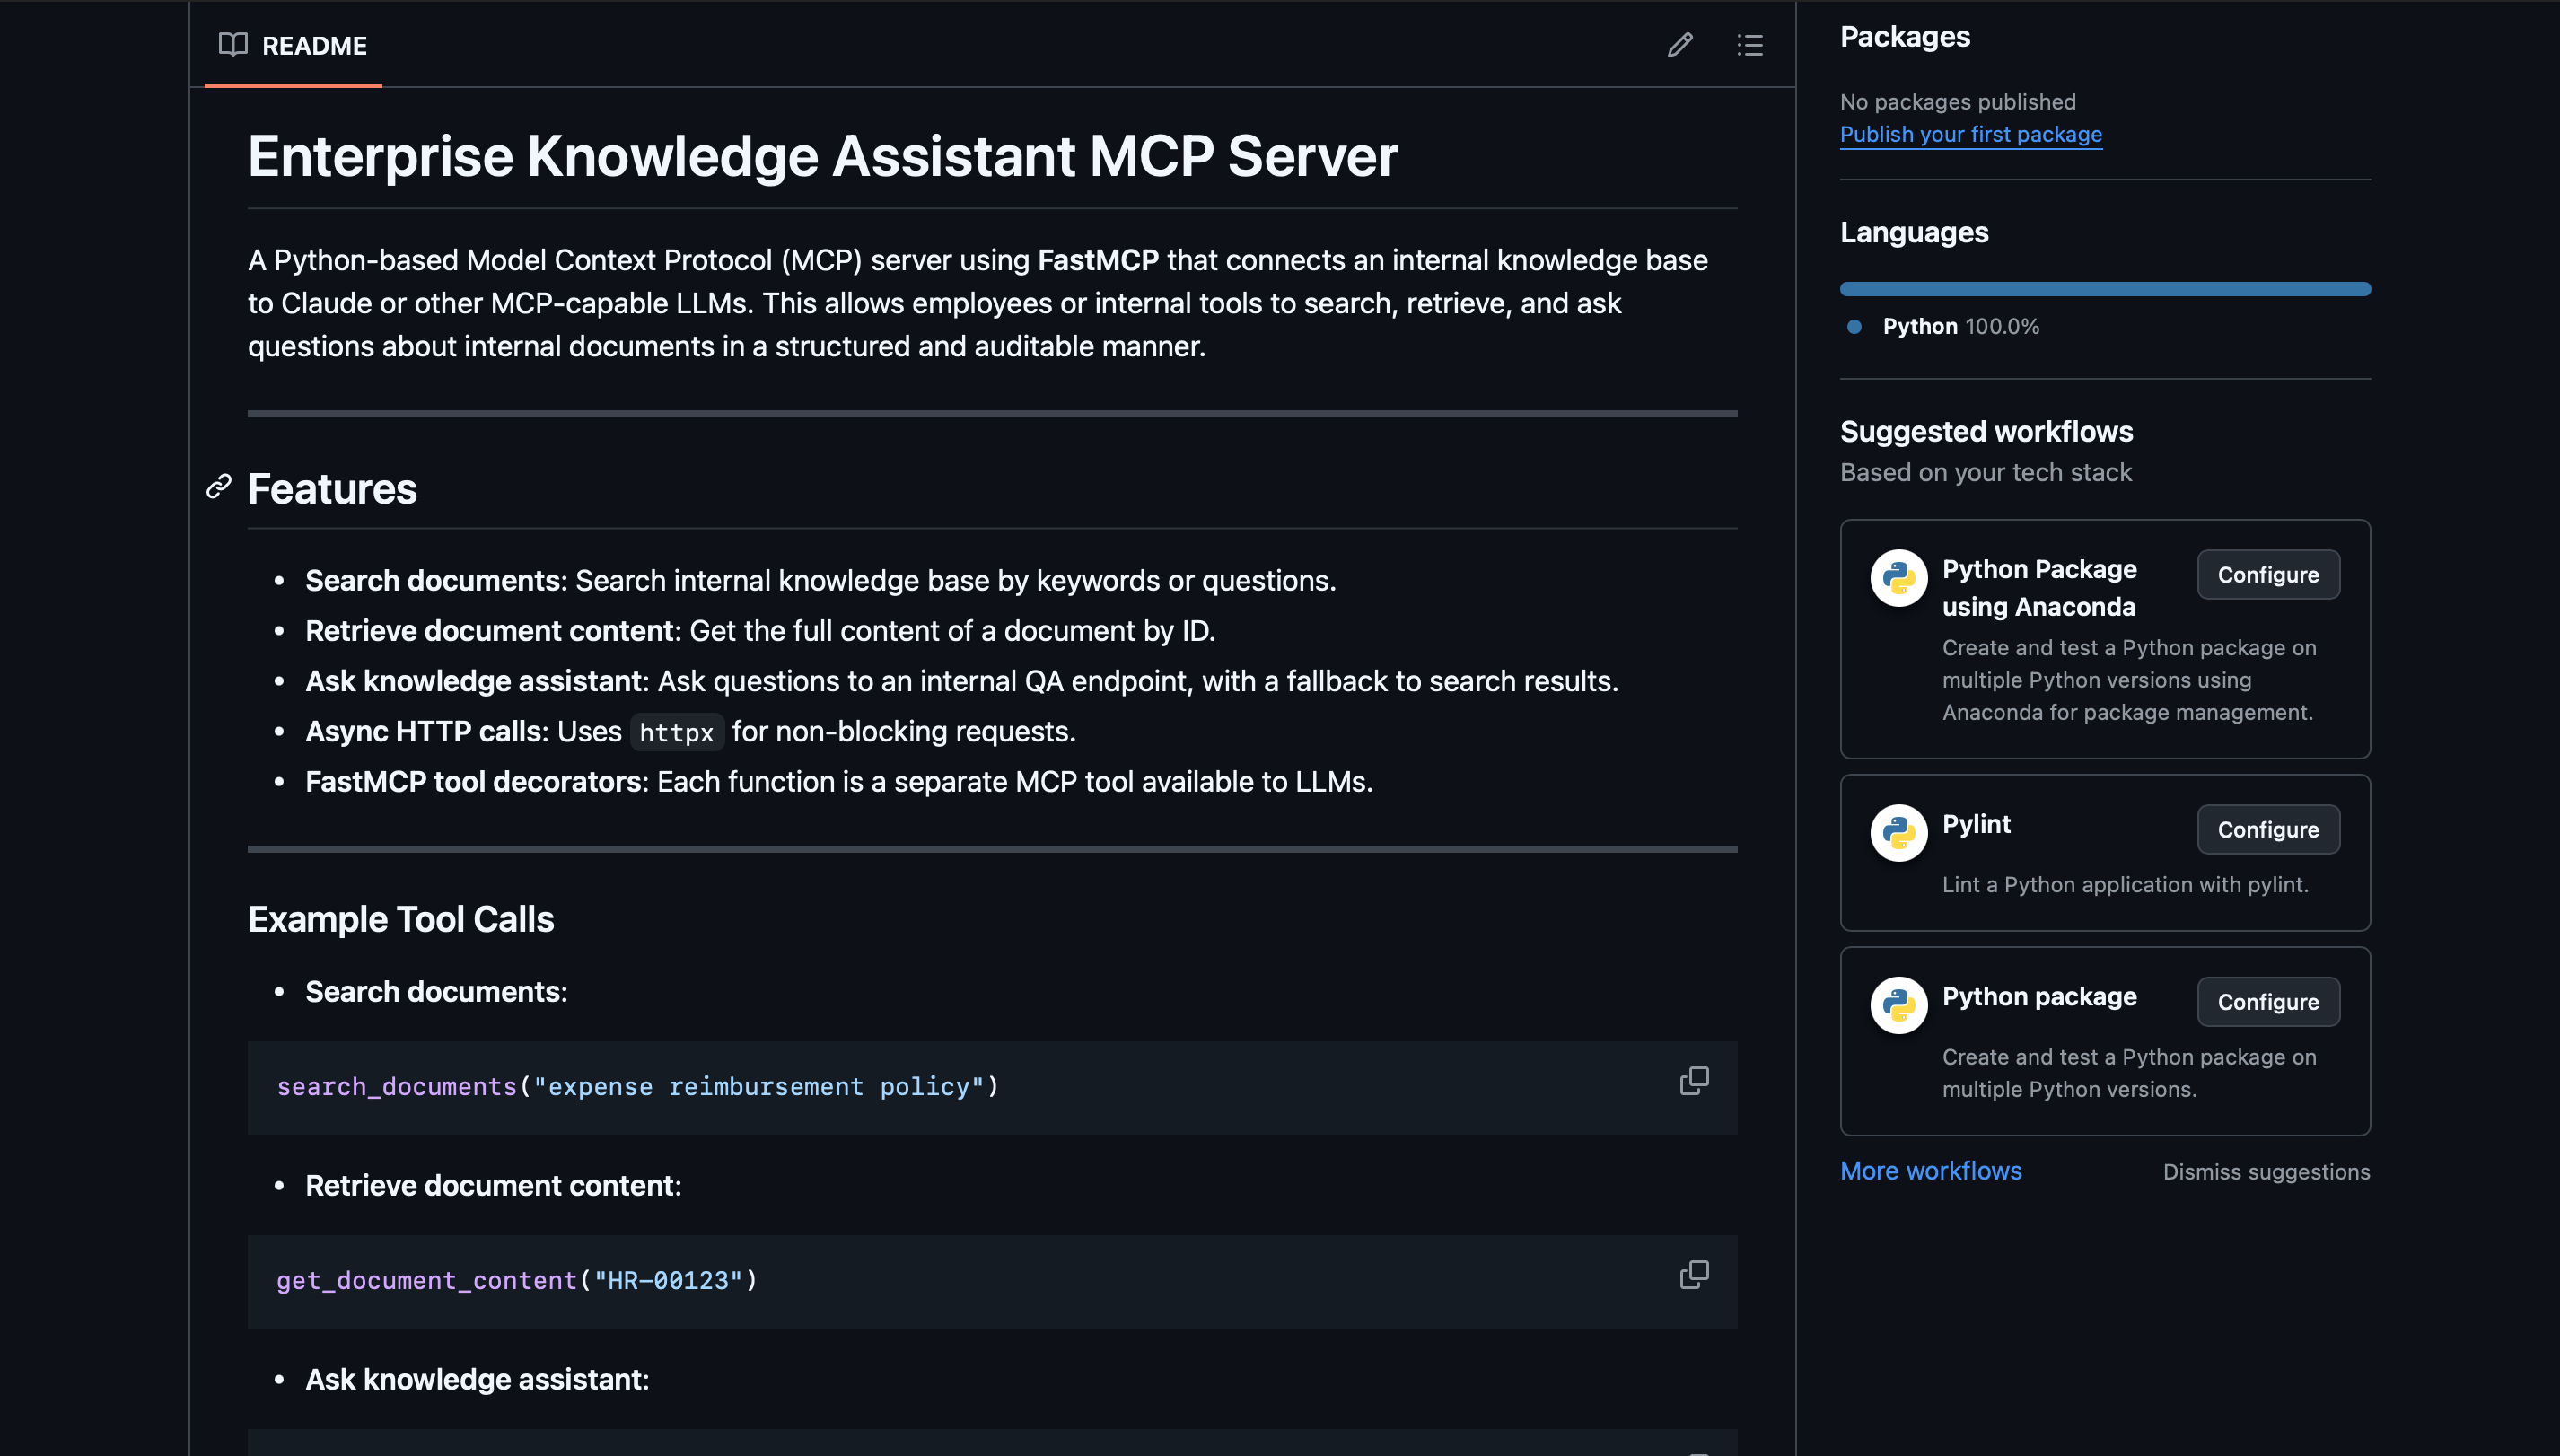 README
Enterprise Knowledge Assistant MCP Server
A Python-based Model Context Protocol (MCP) server using FastMCP that connects an internal knowledge base
to Claude or other MCP-capable LLMs. This allows employees or internal tools to search, retrieve, and ask
questions about internal documents in a structured and auditable manner.
Features
• Search documents: Search internal knowledge base by keywords or questions.
• Retrieve document content: Get the full content of a document by ID.
• Ask knowledge assistant: Ask questions to an internal QA endpoint, with a fallback to search results.
• Async HTTP calls: Uses httpx for non-blocking requests.
• FastMCP tool decorators: Each function is a separate MCP tool available to LLMs.
Example Tool Calls
• Search documents:
search_documents("expense reimbursement policy")
• Retrieve document content:
get_document_content("HR-00123")
• Ask knowledge assistant:
Packages
No packages published
Publish your first package
Languages
Python 100.0%
Suggested workflows
Based on your tech stack
Python Package
using Anaconda
Configure
Create and test a Python package on
multiple Python versions using
Anaconda for package management.
Pylint
Configure
Lint a Python application with pylint.
Python package
Configure
Create and test a Python package on
multiple Python versions.
More workflows
Dismiss suggestions